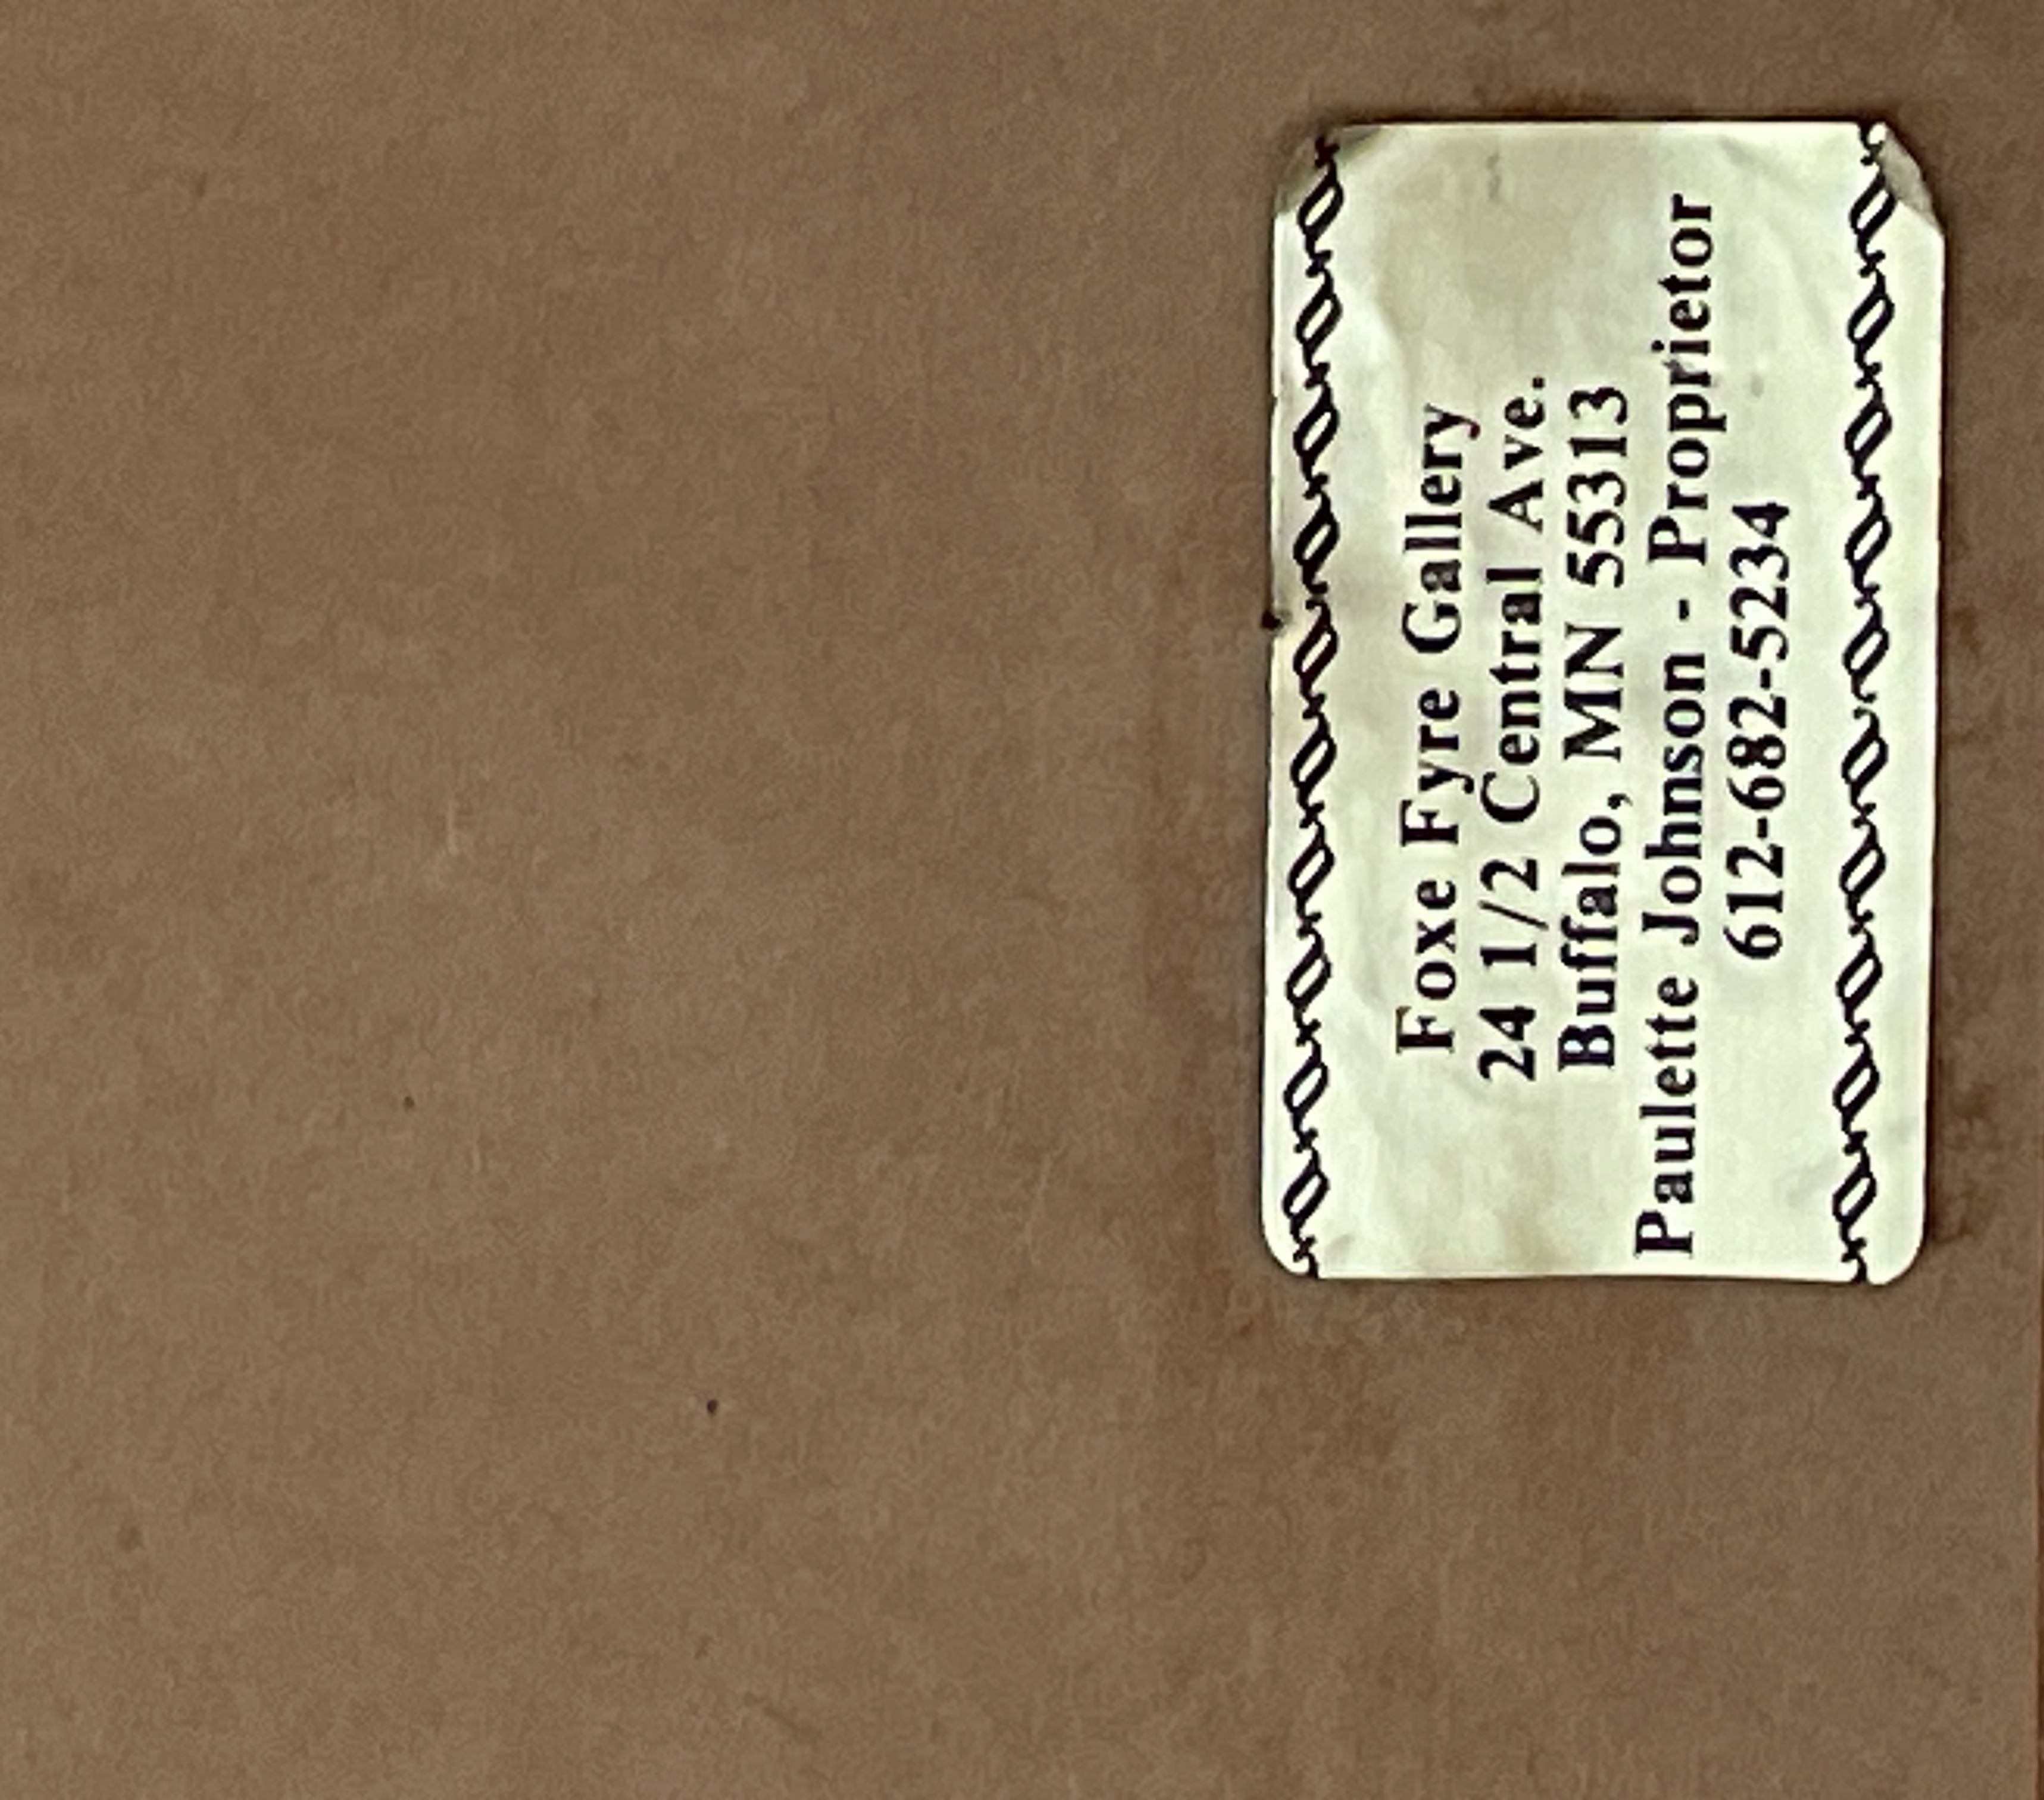 Foxe Fyre Gallery
24 1/2 Central Ave.
Buffalo, MN 55313
Paulette Johnson - Proprietor
612-682-5234